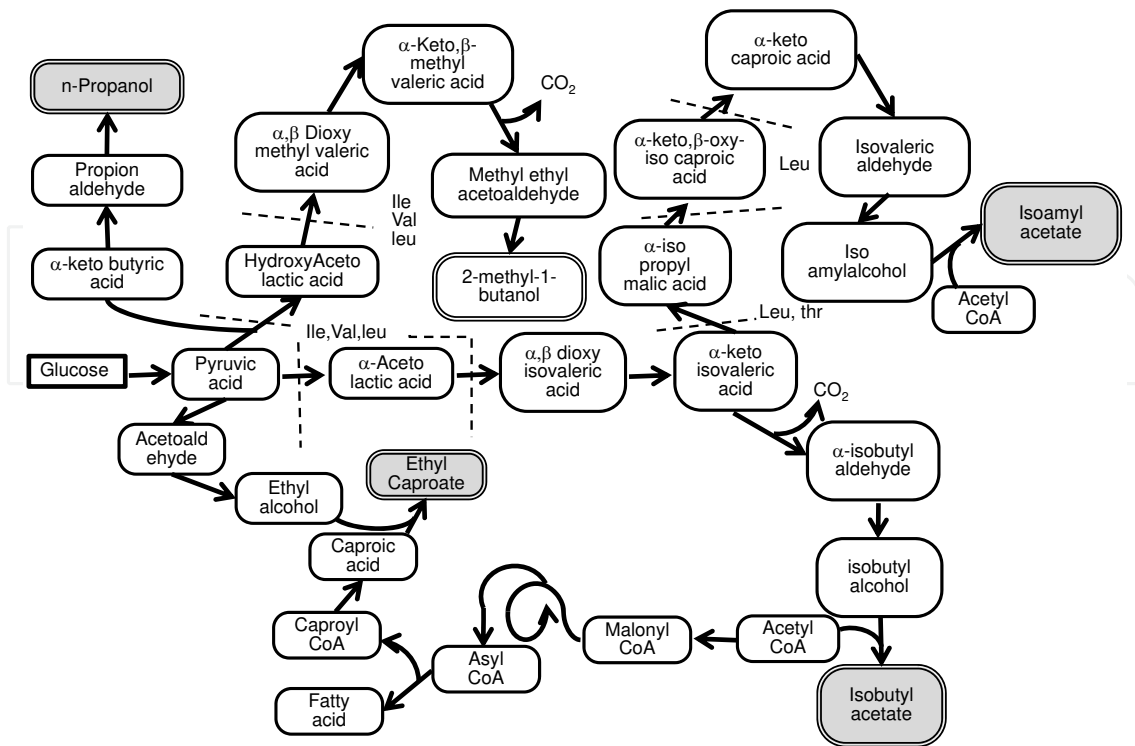 n-Propanol
Propion
aldehyde
α-keto butyric
acid
Glucose
Pyruvic
acid
HydroxyAceto
lactic acid
α,β Dioxy
methyl valeric
acid
α-Keto,β-
methyl
valeric acid
CO2
Methyl ethyl
acetoaldehyde
2-methyl-1-
butanol
Ile
Val
leu
Ile,Val,leu
α-Aceto
lactic acid
α,β dioxy
isovaleric
acid
α-keto
isovaleric
acid
Leu, thr
α-iso
propyl
malic acid
α-keto,β-oxy-
iso caproic
acid
Leu
α-keto
caproic acid
Isovaleric
aldehyde
Iso
amylalcohol
Isoamyl
acetate
Acetyl
CoA
CO2
α-isobutyl
aldehyde
isobutyl
alcohol
Isobutyl
acetate
Acetyl
CoA
Malonyl
CoA
Asyl
CoA
Fatty
acid
Caproyl
CoA
Caproic
acid
Ethyl
Caproate
Ethyl
alcohol
Acetoald
ehyde